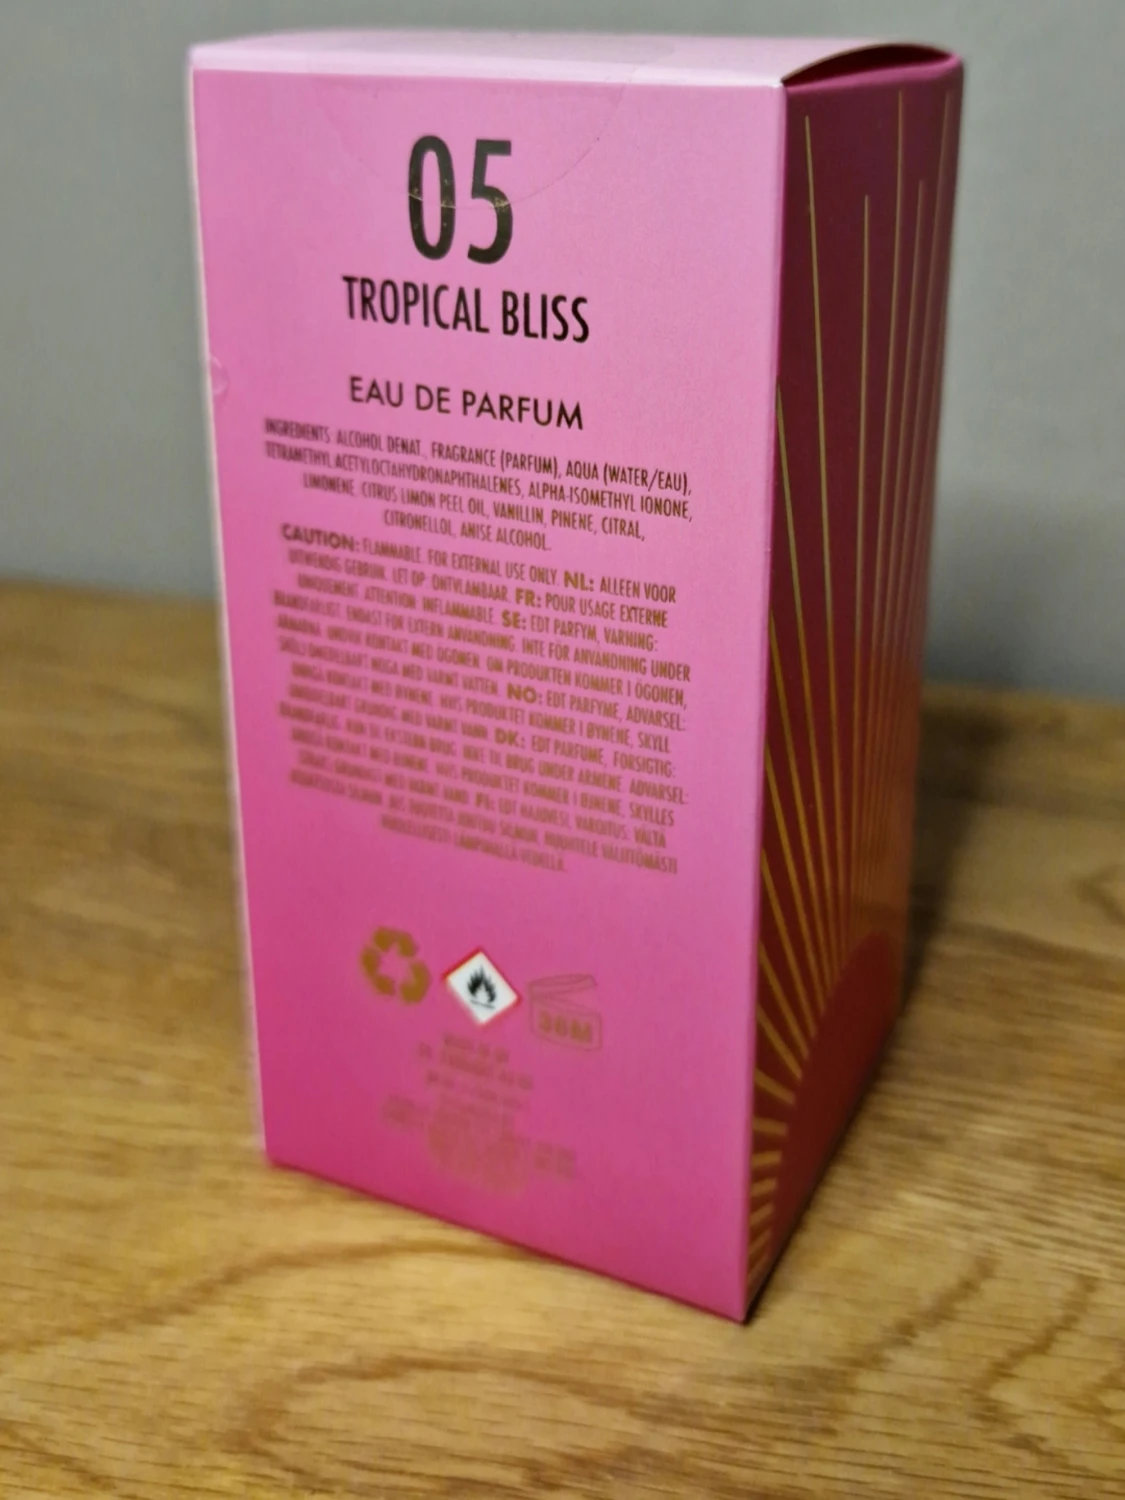 05
TROPICAL BLISS
EAU DE PARFUM
INGREDIENTS: ALCOHOL DENAT., FRAGRANCE (PARFUM), AQUA (WATER/EAU),
TETRAMETHYL ACETYLOCTAHYDRONAPHTHALENES, ALPHA-ISOMETHYL IONONE,
LIMONENE, CITRUS LIMON PEEL OIL, VANILLIN, PINENE, CITRAL,
CITRONELLOL, ANISE ALCOHOL.
CAUTION: FLAMMABLE. FOR EXTERNAL USE ONLY. NL: ALLEEN VOOR
UITWENDIG GEBRUIK. LET OP: ONTVLAMBAAR. FR: POUR USAGE EXTERNE
UNIQUEMENT. ATTENTION: INFLAMMABLE. SE: EDT PARFYM, VARNING:
BRANDFARLIGT. ENDAST FÖR EXTERN ANVÄNDNING. INTE FÖR ANVÄNDNING UNDER
ARMARNA. UNDVIK KONTAKT MED ÖGONEN. OM PRODUKTEN KOMMER I ÖGONEN,
SKÖLJ OMEDELBART NOGA MED VARMT VATTEN. NO: EDT PARFYME, ADVARSEL:
UNNGÅ KONTAKT MED ØYNENE. HVIS PRODUKTET KOMMER I ØYNENE, SKYLL
UMIDDELBART GRUNDIG MED VARMT VANN. DK: EDT PARFUME, FORSIGTIG:
BRANDFARLIG. KUN TIL EKSTERN BRUG. IKKE TIL BRUG UNDER ARMENE. ADVARSEL:
UNDGÅ KONTAKT MED ØJNENE. HVIS PRODUKTET KOMMER I ØJNENE, SKYLLES
STRAKS GRUNDIGT MED VARMT VAND. FI: EDT HAJUVESI, VAROITUS: VÄLTÄ
SILMIIN. JOS TUOTETTA JOUTUU SILMIIN, HUUHTELE VÄLITTÖMÄSTI
HUOLELLISESTI LÄMPIMÄLLÄ VEDELLÄ.
36M